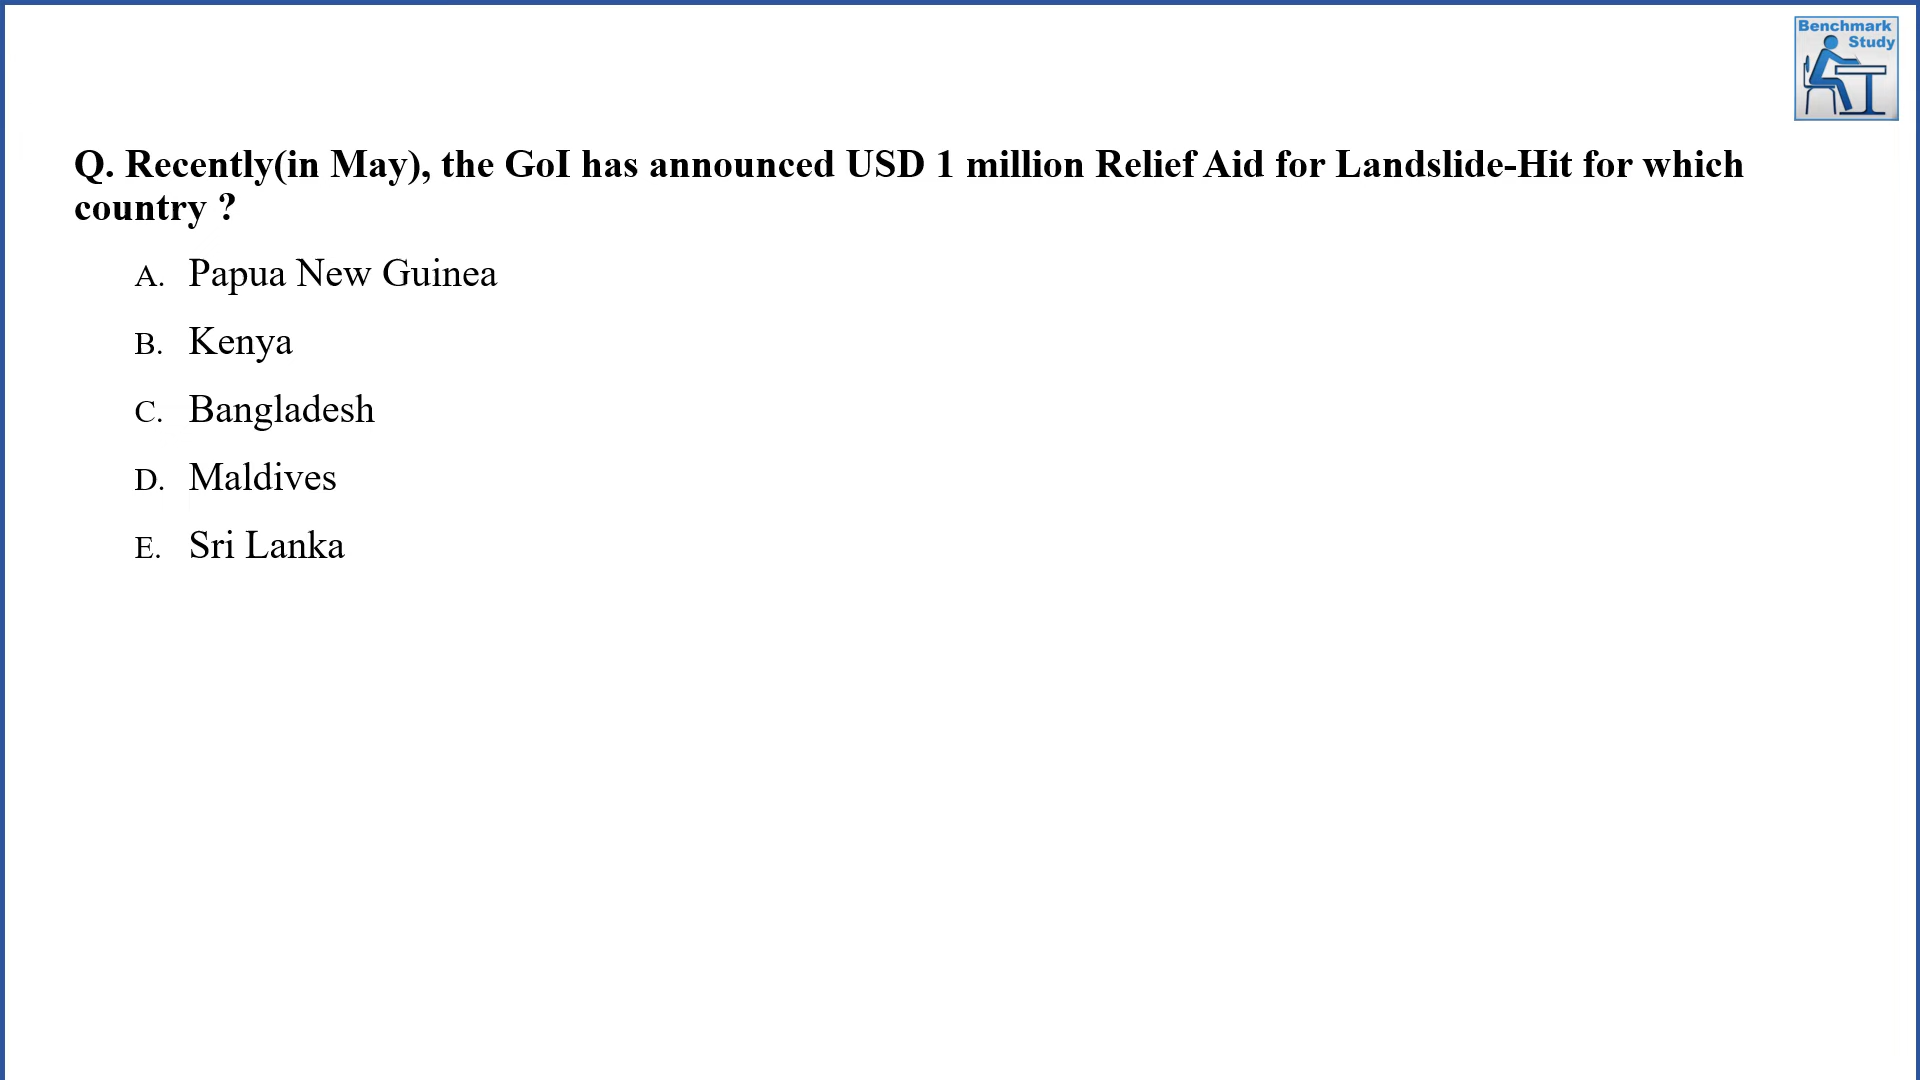 Benchmark
Study
Q. Recently(in May), the GoI has announced USD 1 million Relief Aid for Landslide-Hit for which
country ?
A. Papua New Guinea
B. Kenya
C. Bangladesh
D. Maldives
E. Sri Lanka